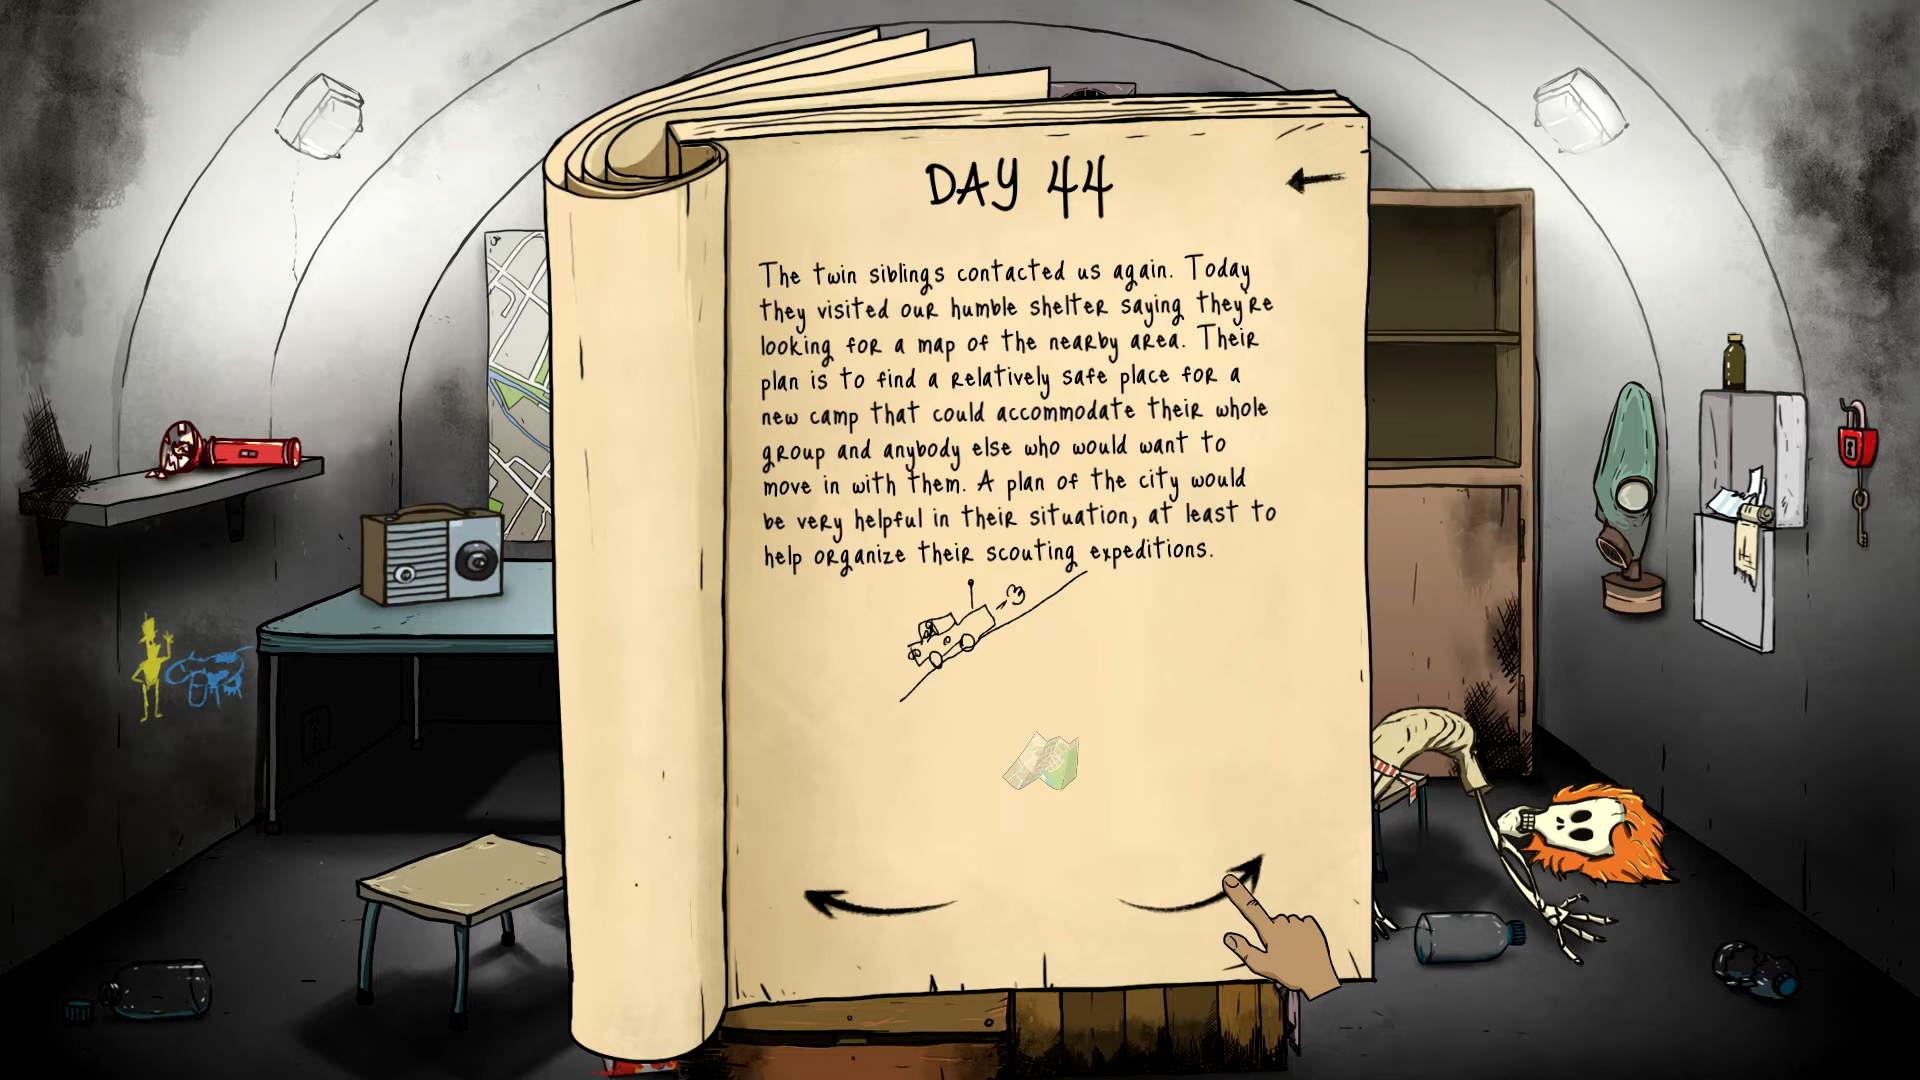 DAY 44
The twin siblings contacted us again. Today
they visited our humble shelter saying they're
looking for a map of the nearby area. Their
plan is to find a relatively safe place for a
new camp that could accommodate their whole
group and anybody else who would want to
move in with them. A plan of the city would
be very helpful in their situation, at least to
help organize their scouting expeditions.